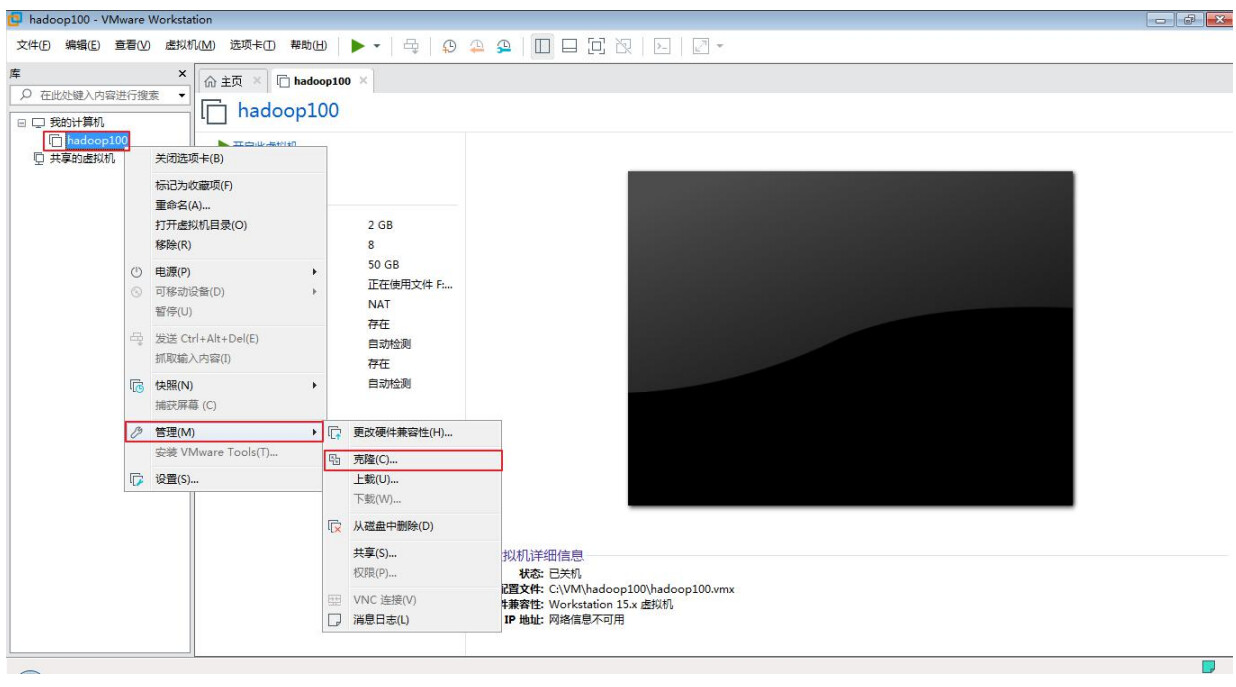 hadoop100 - VMware Workstation
文件(F) 编辑(E) 查看(V) 虚拟机(M) 选项卡(T) 帮助(H)
库
主页 hadoop100
在此处键入内容进行搜索
hadoop100
我的计算机
hadoop100
共享的虚拟机
关闭选项卡(B)
标记为收藏项(F)
重命名(A)...
打开虚拟机目录(O)
移除(R)
电源(P)
可移动设备(D)
暂停(U)
发送 Ctrl+Alt+Del(E)
抓取输入内容(I)
快照(N)
捕获屏幕 (C)
管理(M)
安装 VMware Tools(T)...
设置(S)...
2 GB
8
50 GB
正在使用文件 F:...
NAT
存在
自动检测
存在
自动检测
更改硬件兼容性(H)...
克隆(C)...
上载(U)...
下载(W)...
从磁盘中删除(D)
共享(S)...
权限(P)...
VNC 连接(V)
消息日志(L)
拟机详细信息
状态: 已关机
配置文件: C:\VM\hadoop100\hadoop100.vmx
件兼容性: Workstation 15.x 虚拟机
IP 地址: 网络信息不可用